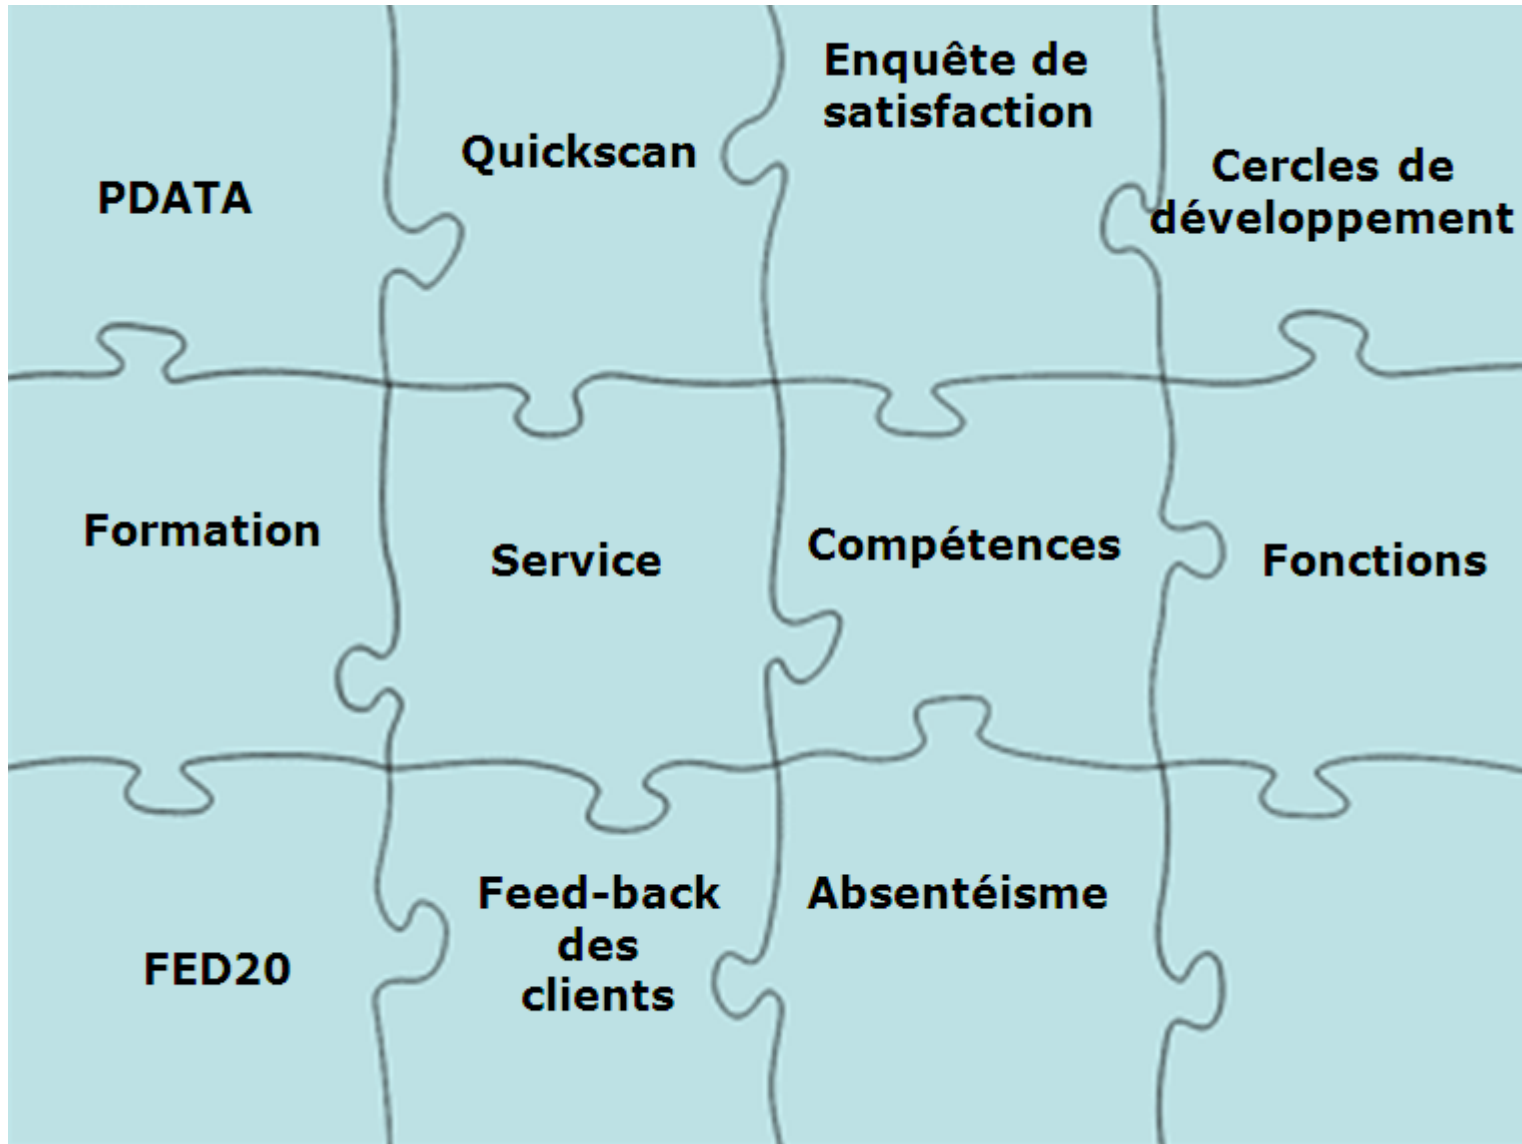 PDATA
Quickscan
Enquête de
satisfaction
Cercles de
développement
Formation
Service
Compétences
Fonctions
FED20
Feed-back
des
clients
Absentéisme